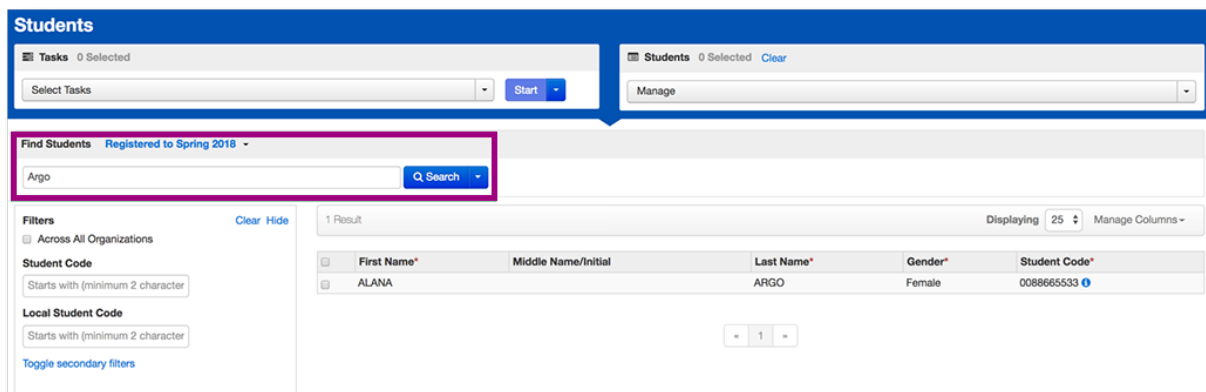 Students
Tasks 0 Selected
Select Tasks
Start
Students 0 Selected Clear
Manage
Find Students Registered to Spring 2018
Argo
Search
Filters Clear Hide
Across All Organizations
Student Code
Starts with (minimum 2 character
Local Student Code
Starts with (minimum 2 character
Toggle secondary filters
1 Result Displaying 25 Manage Columns
First Name* Middle Name/Initial Last Name* Gender* Student Code*
ALANA ARGO Female 0088665533
« 1 »